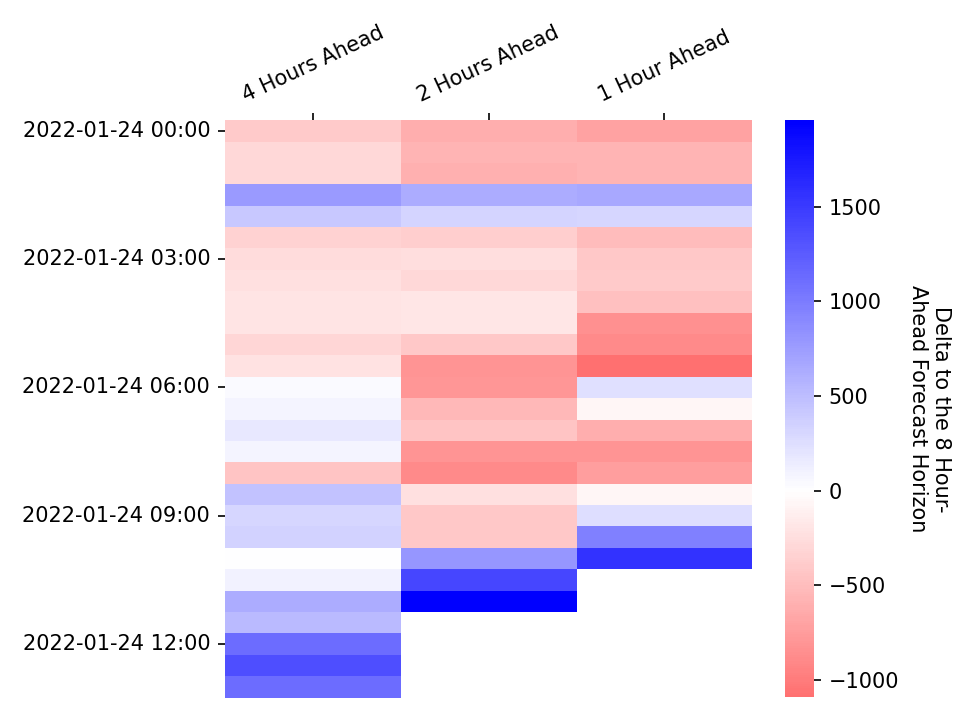 4 Hours Ahead
2 Hours Ahead
1 Hour Ahead
2022-01-24 00:00
2022-01-24 03:00
2022-01-24 06:00
2022-01-24 09:00
2022-01-24 12:00
1500
1000
500
0
−500
−1000
Delta to the 8 Hour-
Ahead Forecast Horizon